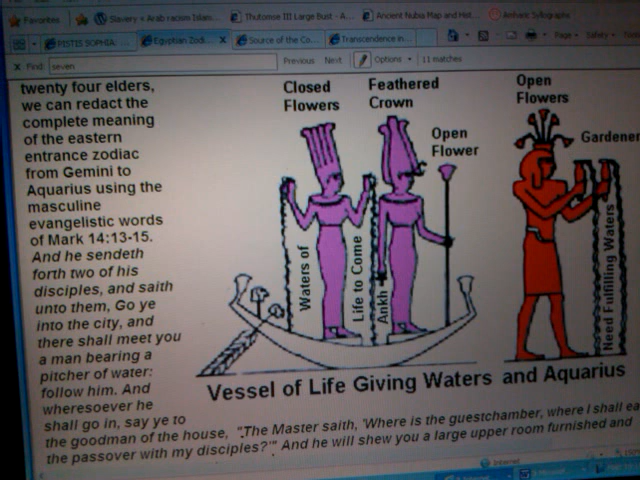 Favorites
Slavery < Arab racism Islam...
Thutomse III Large Bust - A...
Ancient Nubia Map and Hist...
Amharic Syllographs
PISTIS SOPHIA: ...
Egyptian Zodi...
X
Source of the Co...
Transcendence in...
Page
Safety
X Find: seven
Previous Next
Options
11 matches
twenty four elders,
we can redact the
complete meaning
of the eastern
entrance zodiac
from Gemini to
Aquarius using the
masculine
evangelistic words
of Mark 14:13-15.
And he sendeth
forth two of his
disciples, and saith
unto them, Go ye
into the city, and
there shall meet you
a man bearing a
pitcher of water:
follow him. And
wheresoever he
shall go in, say ye to
the goodman of the house, "The Master saith, 'Where is the guestchamber, where I shall ea
the passover with my disciples?'" And he will shew you a large upper room furnished and
Closed
Flowers
Feathered
Crown
Open
Flower
Open
Flowers
Gardener
Waters of
Life to Come
Ankh
Need Fulfilling Waters
Vessel of Life Giving Waters and Aquarius
Internet